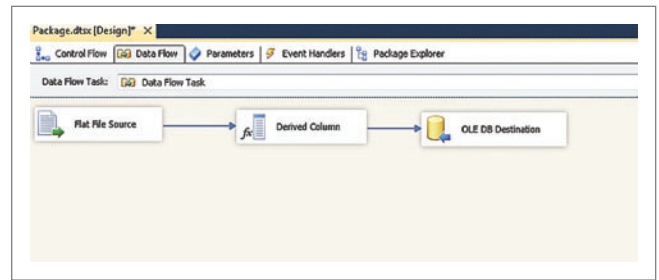 Package.dtsx [Design]* X
Control Flow Data Flow Parameters Event Handlers Package Explorer
Data Flow Task: Data Flow Task
Flat File Source fx Derived Column OLE DB Destination